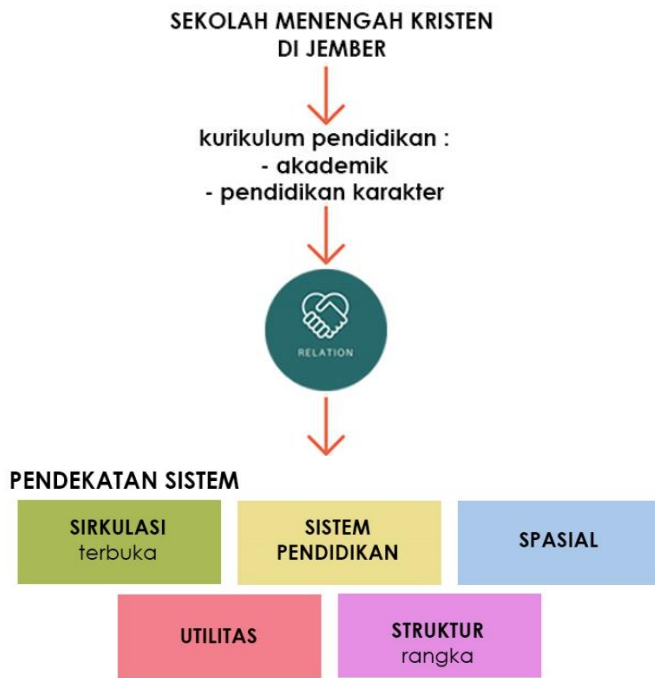 SEKOLAH MENENGAH KRISTEN
DI JEMBER
kurikulum pendidikan :
- akademik
- pendidikan karakter
RELATION
PENDEKATAN SISTEM
SIRKULASI
terbuka
SISTEM
PENDIDIKAN
SPASIAL
UTILITAS
STRUKTUR
rangka